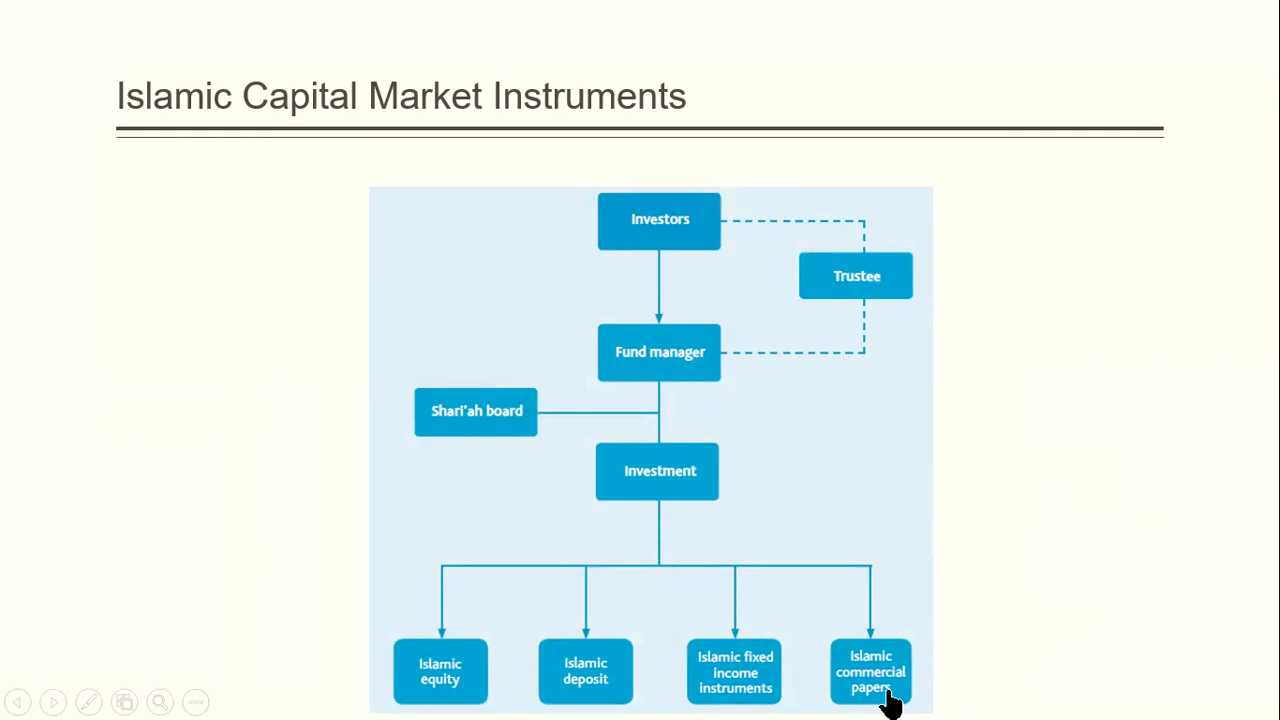 Islamic Capital Market Instruments
Investors
Trustee
Fund manager
Shari'ah board
Investment
Islamic
equity
Islamic
deposit
Islamic fixed
income
instruments
Islamic
commercial
papers